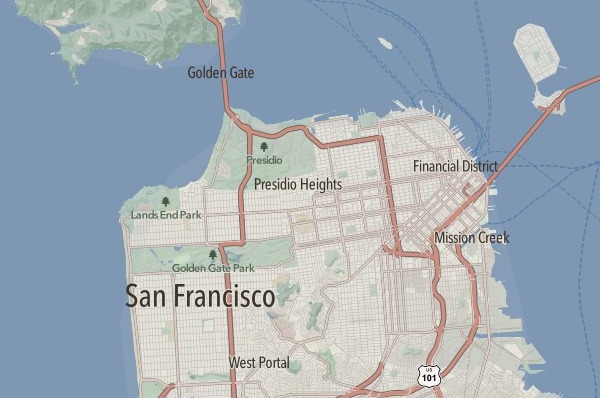 Golden Gate
Presidio
Financial District
Presidio Heights
Lands End Park
Mission Creek
Golden Gate Park
San Francisco
West Portal
US
101